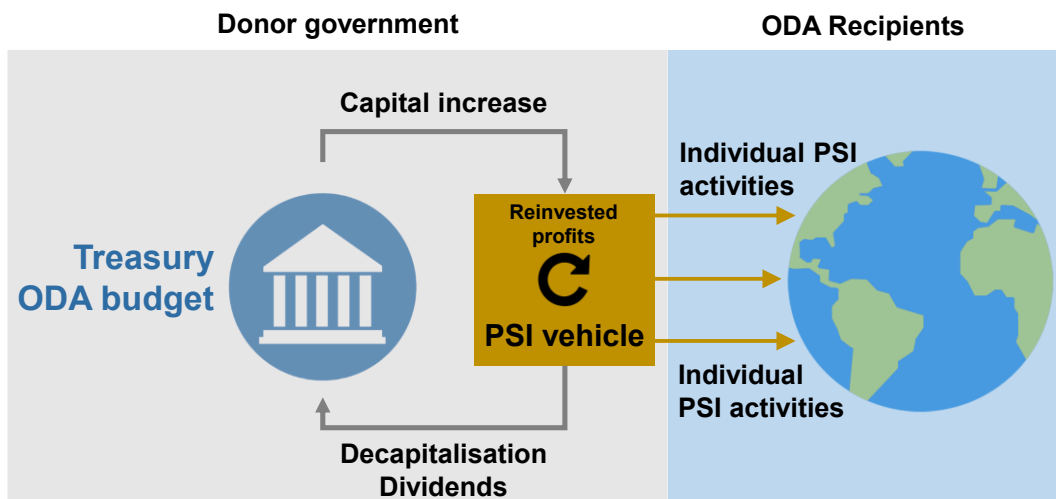 Donor government
ODA Recipients
Capital increase
Individual PSI
activities
Reinvested
profits
PSI vehicle
Treasury
ODA budget
Individual
PSI activities
Decapitalisation
Dividends